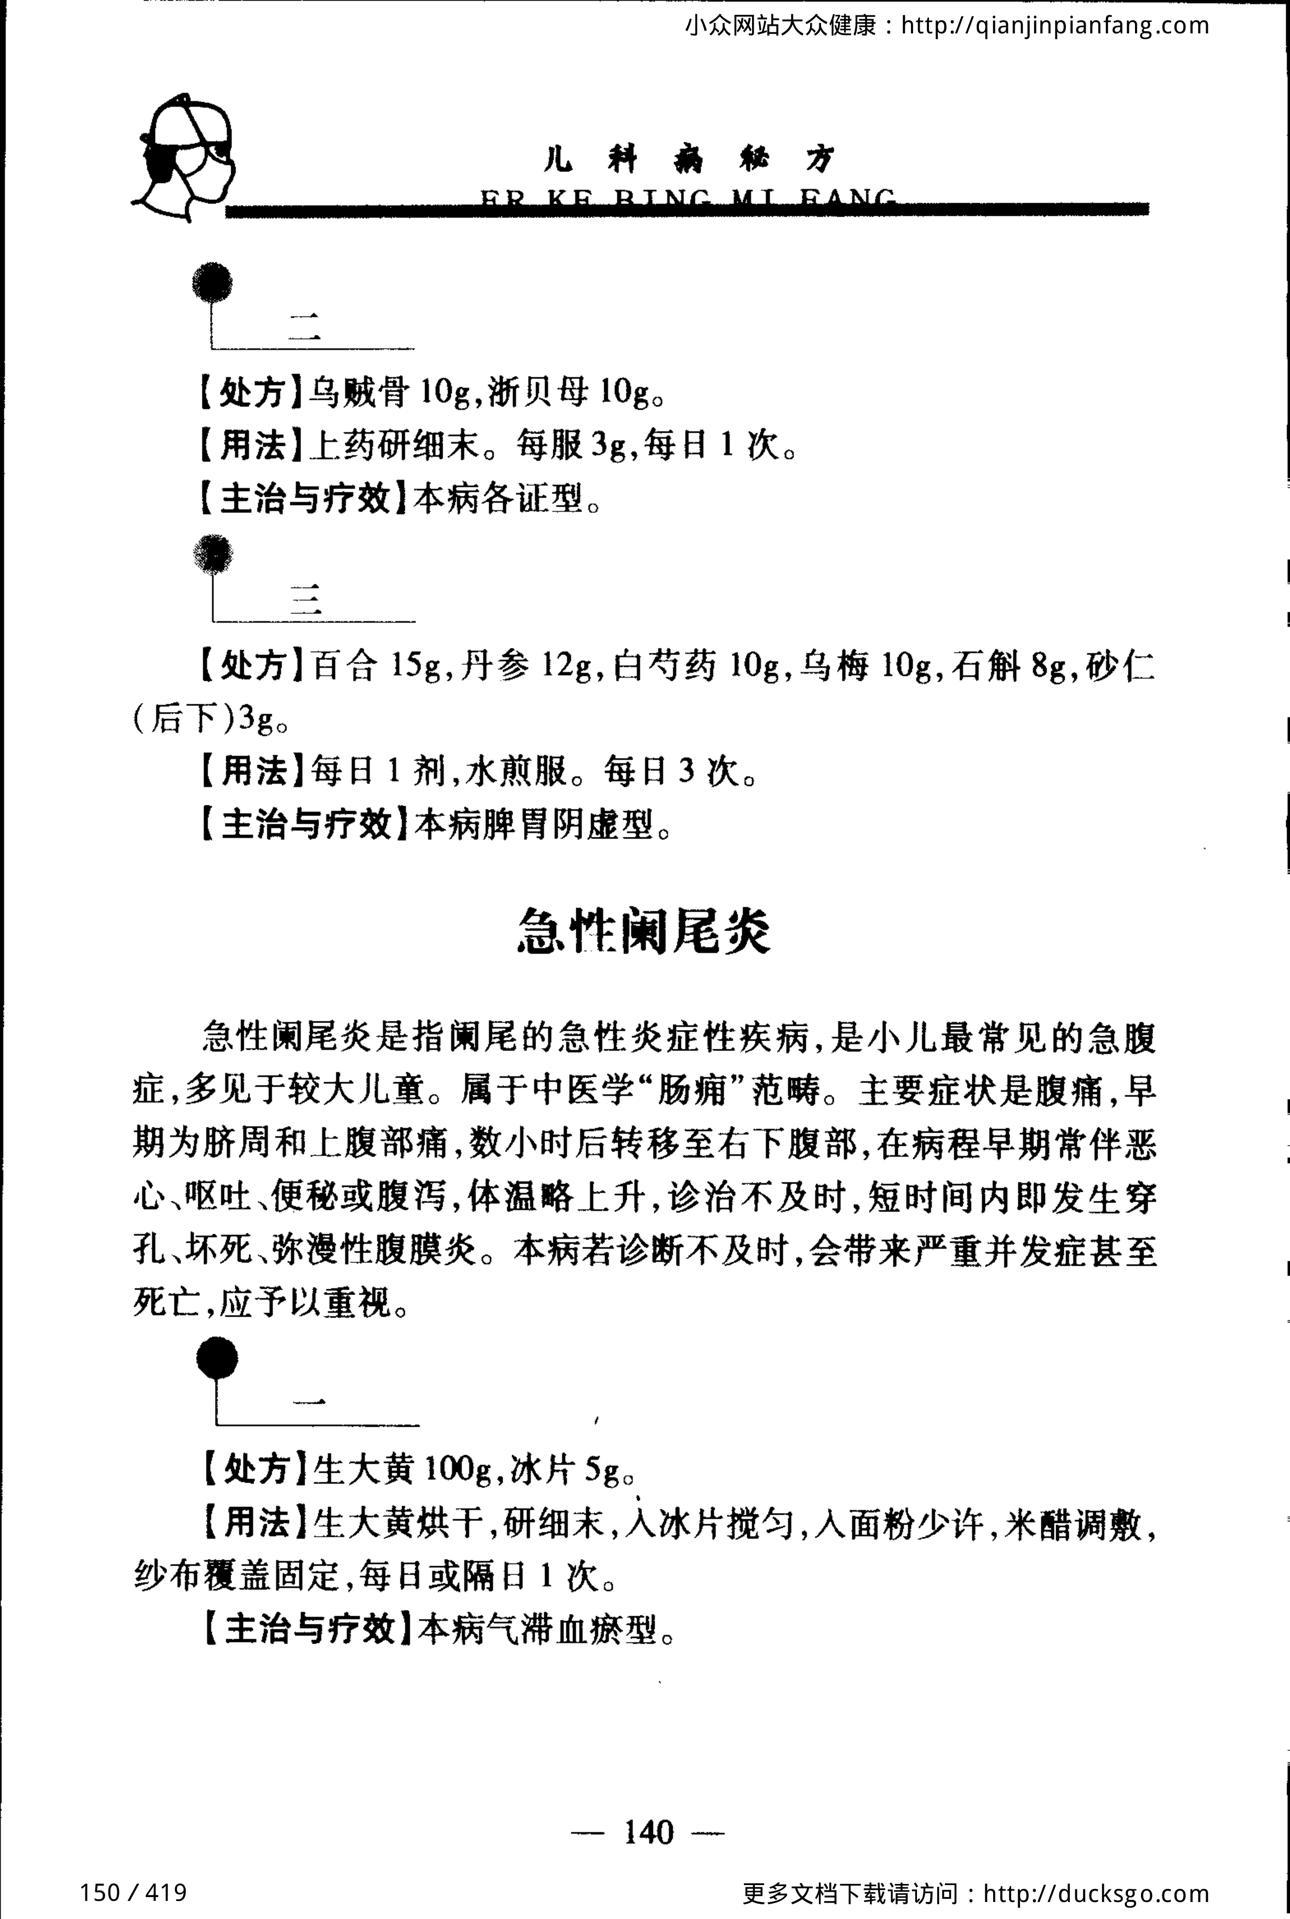 小众网站大众健康：http://qianjinpianfang.com
儿科病秘方
ER KE BING MI FANG
二
【处方】乌贼骨 10g,浙贝母 10g。
【用法】上药研细末。每服 3g,每日 1 次。
【主治与疗效】本病各证型。
三
【处方】百合 15g,丹参 12g,白芍药 10g,乌梅 10g,石斛 8g,砂仁
(后下)3g。
【用法】每日 1 剂,水煎服。每日 3 次。
【主治与疗效】本病脾胃阴虚型。
急性阑尾炎
急性阑尾炎是指阑尾的急性炎症性疾病,是小儿最常见的急腹
症,多见于较大儿童。属于中医学“肠痈”范畴。主要症状是腹痛,早
期为脐周和上腹部痛,数小时后转移至右下腹部,在病程早期常伴恶
心、呕吐、便秘或腹泻,体温略上升,诊治不及时,短时间内即发生穿
孔、坏死、弥漫性腹膜炎。本病若诊断不及时,会带来严重并发症甚至
死亡,应予以重视。
一
【处方】生大黄 100g,冰片 5g。
【用法】生大黄烘干,研细末,入冰片搅匀,入面粉少许,米醋调敷,
纱布覆盖固定,每日或隔日 1 次。
【主治与疗效】本病气滞血瘀型。
— 140 —
150 / 419
更多文档下载请访问：http://ducksgo.com